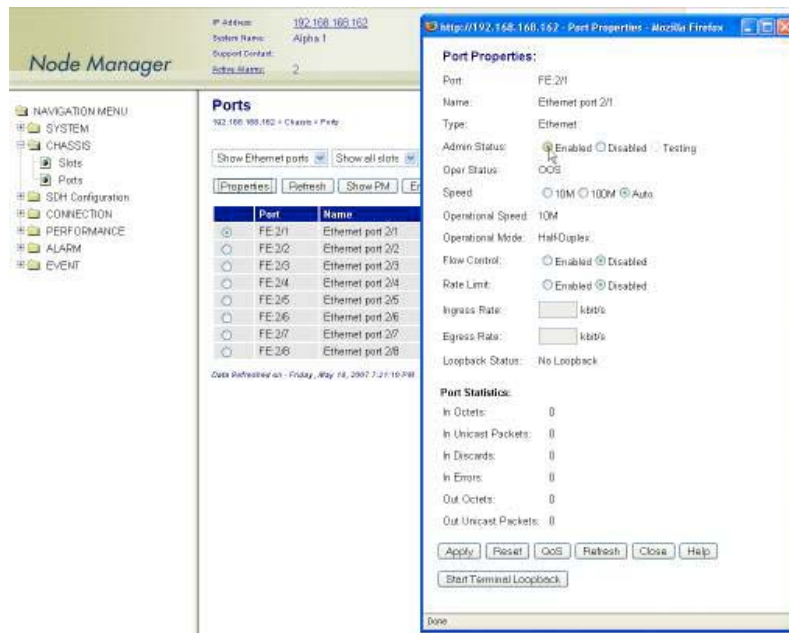 Node Manager
IP Address: 192.168.168.162
System Name: Alpha 1
Support Contact:
Active Alarms: 2
NAVIGATION MENU
SYSTEM
CHASSIS
Slots
Ports
SDH Configuration
CONNECTION
PERFORMANCE
ALARM
EVENT
Ports
192.168.168.162 > Chassis > Ports
Show Ethernet ports Show all slots
Properties Refresh Show PM
Port Name
FE:2/1 Ethernet port 2/1
FE:2/2 Ethernet port 2/2
FE:2/3 Ethernet port 2/3
FE:2/4 Ethernet port 2/4
FE:2/5 Ethernet port 2/5
FE:2/6 Ethernet port 2/6
FE:2/7 Ethernet port 2/7
FE:2/8 Ethernet port 2/8
Data Refreshed on - Friday, May 18, 2007 7:21:10 PM
http://192.168.168.162 - Port Properties - Mozilla Firefox
Port Properties:
Port: FE:2/1
Name: Ethernet port 2/1
Type: Ethernet
Admin Status: Enabled Disabled Testing
Oper Status: OOS
Speed: 10M 100M Auto
Operational Speed: 10M
Operational Mode: Half-Duplex
Flow Control: Enabled Disabled
Rate Limit: Enabled Disabled
Ingress Rate: kbit/s
Egress Rate: kbit/s
Loopback Status: No Loopback
Port Statistics:
In Octets: 0
In Unicast Packets: 0
In Discards: 0
In Errors: 0
Out Octets: 0
Out Unicast Packets: 0
Apply Reset QoS Refresh Close Help
Start Terminal Loopback
Done